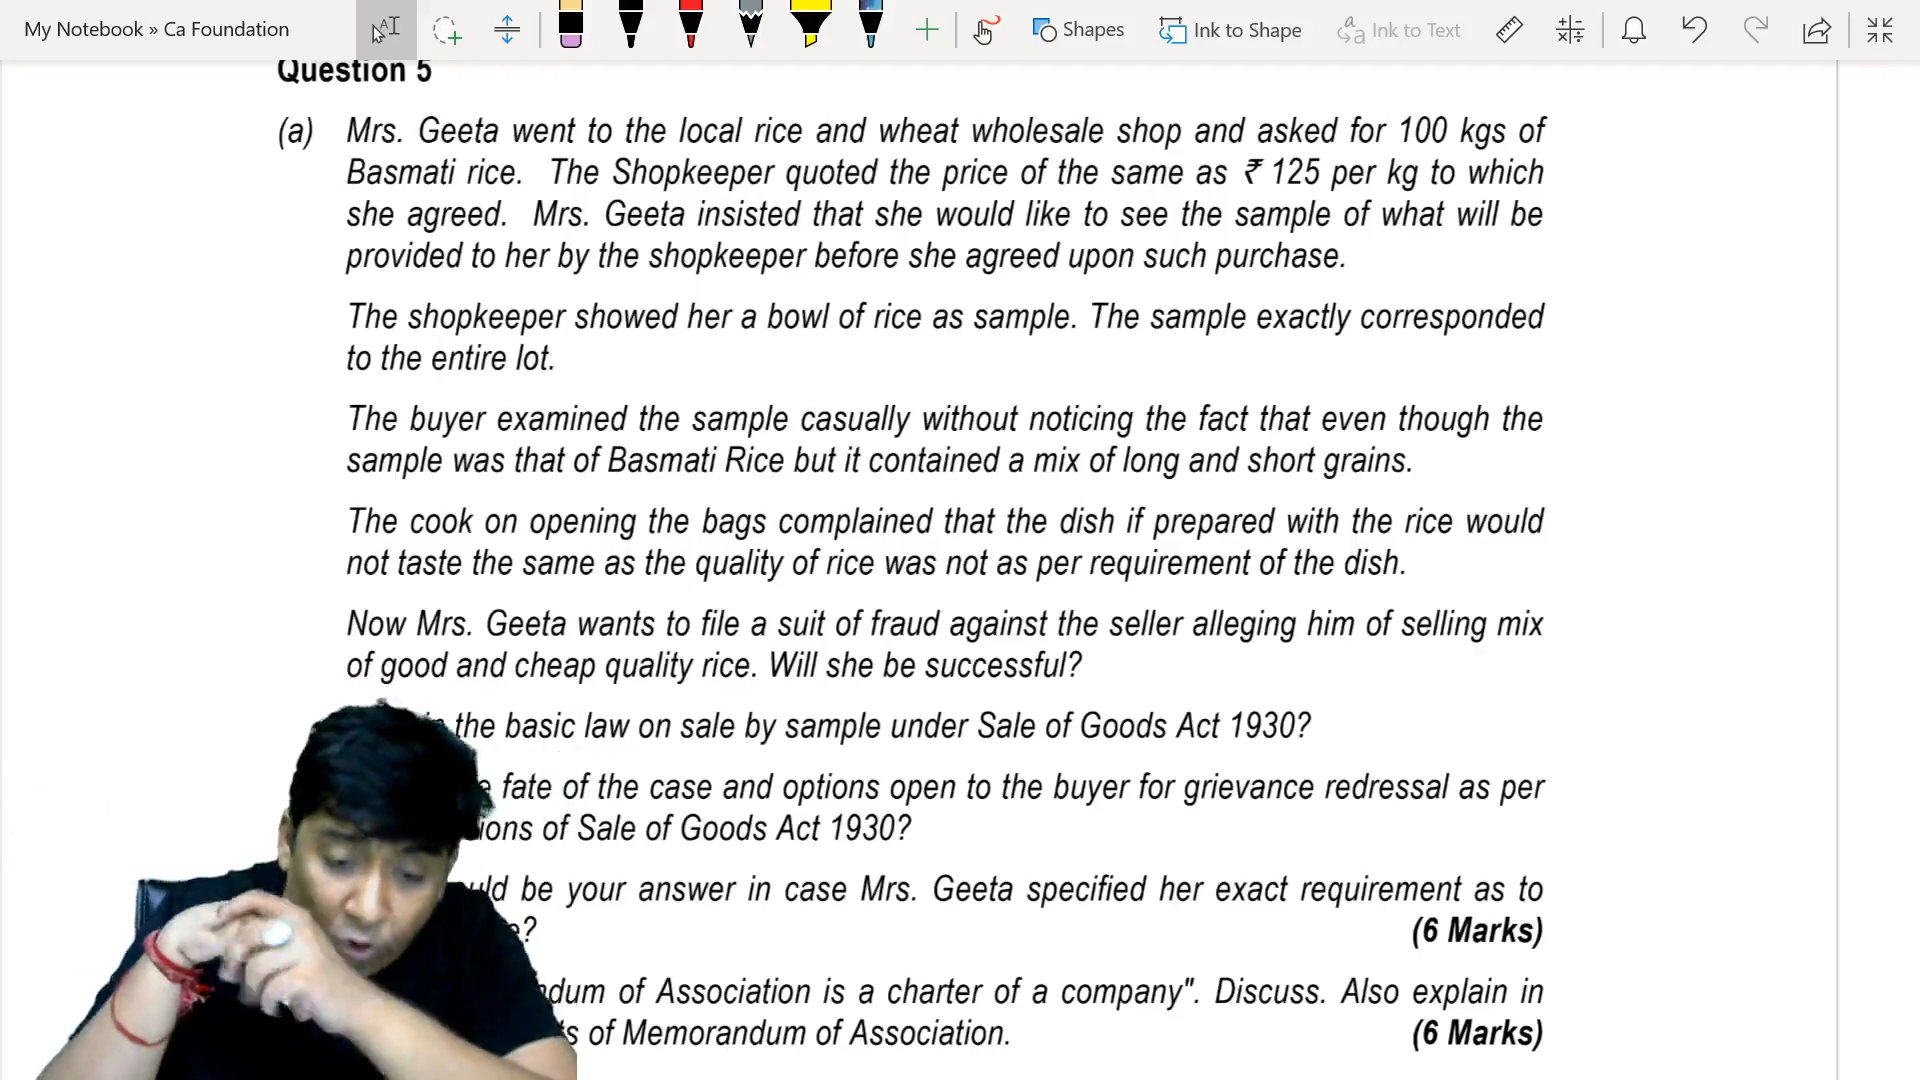 My Notebook » Ca Foundation
Shapes
Ink to Shape
Ink to Text
Question 5
(a) Mrs. Geeta went to the local rice and wheat wholesale shop and asked for 100 kgs of
Basmati rice. The Shopkeeper quoted the price of the same as ₹ 125 per kg to which
she agreed. Mrs. Geeta insisted that she would like to see the sample of what will be
provided to her by the shopkeeper before she agreed upon such purchase.
The shopkeeper showed her a bowl of rice as sample. The sample exactly corresponded
to the entire lot.
The buyer examined the sample casually without noticing the fact that even though the
sample was that of Basmati Rice but it contained a mix of long and short grains.
The cook on opening the bags complained that the dish if prepared with the rice would
not taste the same as the quality of rice was not as per requirement of the dish.
Now Mrs. Geeta wants to file a suit of fraud against the seller alleging him of selling mix
of good and cheap quality rice. Will she be successful?
the basic law on sale by sample under Sale of Goods Act 1930?
fate of the case and options open to the buyer for grievance redressal as per
of Sale of Goods Act 1930?
be your answer in case Mrs. Geeta specified her exact requirement as to
(6 Marks)
of Association is a charter of a company". Discuss. Also explain in
of Memorandum of Association. (6 Marks)